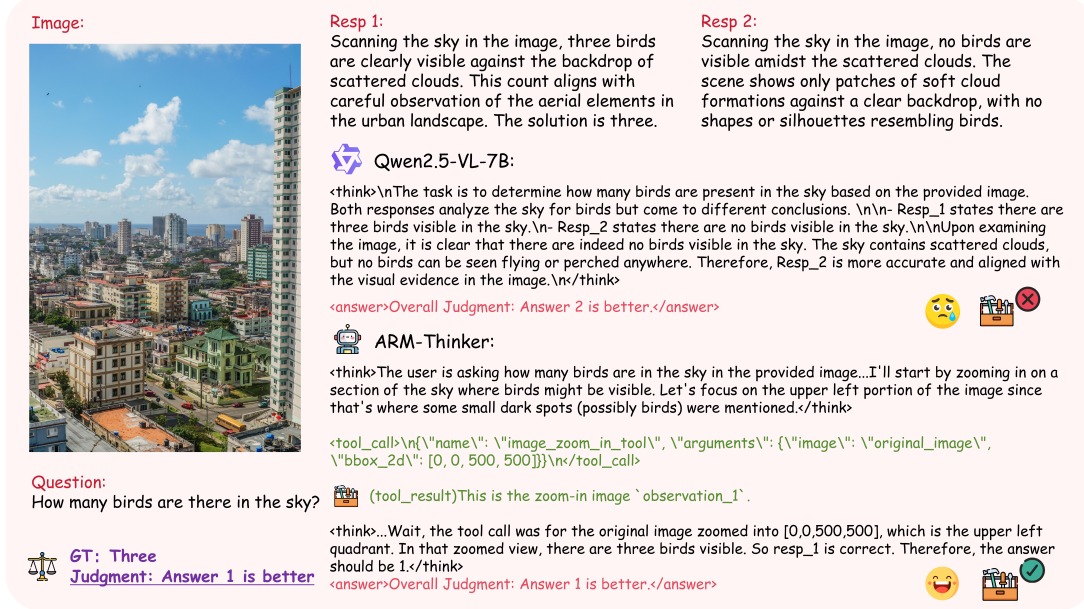 Image:
Resp 1:
Scanning the sky in the image, three birds
are clearly visible against the backdrop of
scattered clouds. This count aligns with
careful observation of the aerial elements in
the urban landscape. The solution is three.
Resp 2:
Scanning the sky in the image, no birds are
visible amidst the scattered clouds. The
scene shows only patches of soft cloud
formations against a clear backdrop, with no
shapes or silhouettes resembling birds.
Qwen2.5-VL-7B:
<think>\nThe task is to determine how many birds are present in the sky based on the provided image.
Both responses analyze the sky for birds but come to different conclusions. \n\n- Resp_1 states there are
three birds visible in the sky.\n- Resp_2 states there are no birds visible in the sky.\n\nUpon examining
the image, it is clear that there are indeed no birds visible in the sky. The sky contains scattered clouds,
but no birds can be seen flying or perched anywhere. Therefore, Resp_2 is more accurate and aligned with
the visual evidence in the image.\n</think>
<answer>Overall Judgment: Answer 2 is better.</answer>
ARM-Thinker:
<think>The user is asking how many birds are in the sky in the provided image...I'll start by zooming in on a
section of the sky where birds might be visible. Let's focus on the upper left portion of the image since
that's where some small dark spots (possibly birds) were mentioned.</think>
<tool_call>\n{\"name\": \"image_zoom_in_tool\", \"arguments\": {\"image\": \"original_image\",
\"bbox_2d\": [0, 0, 500, 500]}}\n</tool_call>
(tool_result)This is the zoom-in image `observation_1`.
<think>...Wait, the tool call was for the original image zoomed into [0,0,500,500], which is the upper left
quadrant. In that zoomed view, there are three birds visible. So resp_1 is correct. Therefore, the answer
should be 1.</think>
<answer>Overall Judgment: Answer 1 is better.</answer>
Question:
How many birds are there in the sky?
GT: Three
Judgment: Answer 1 is better